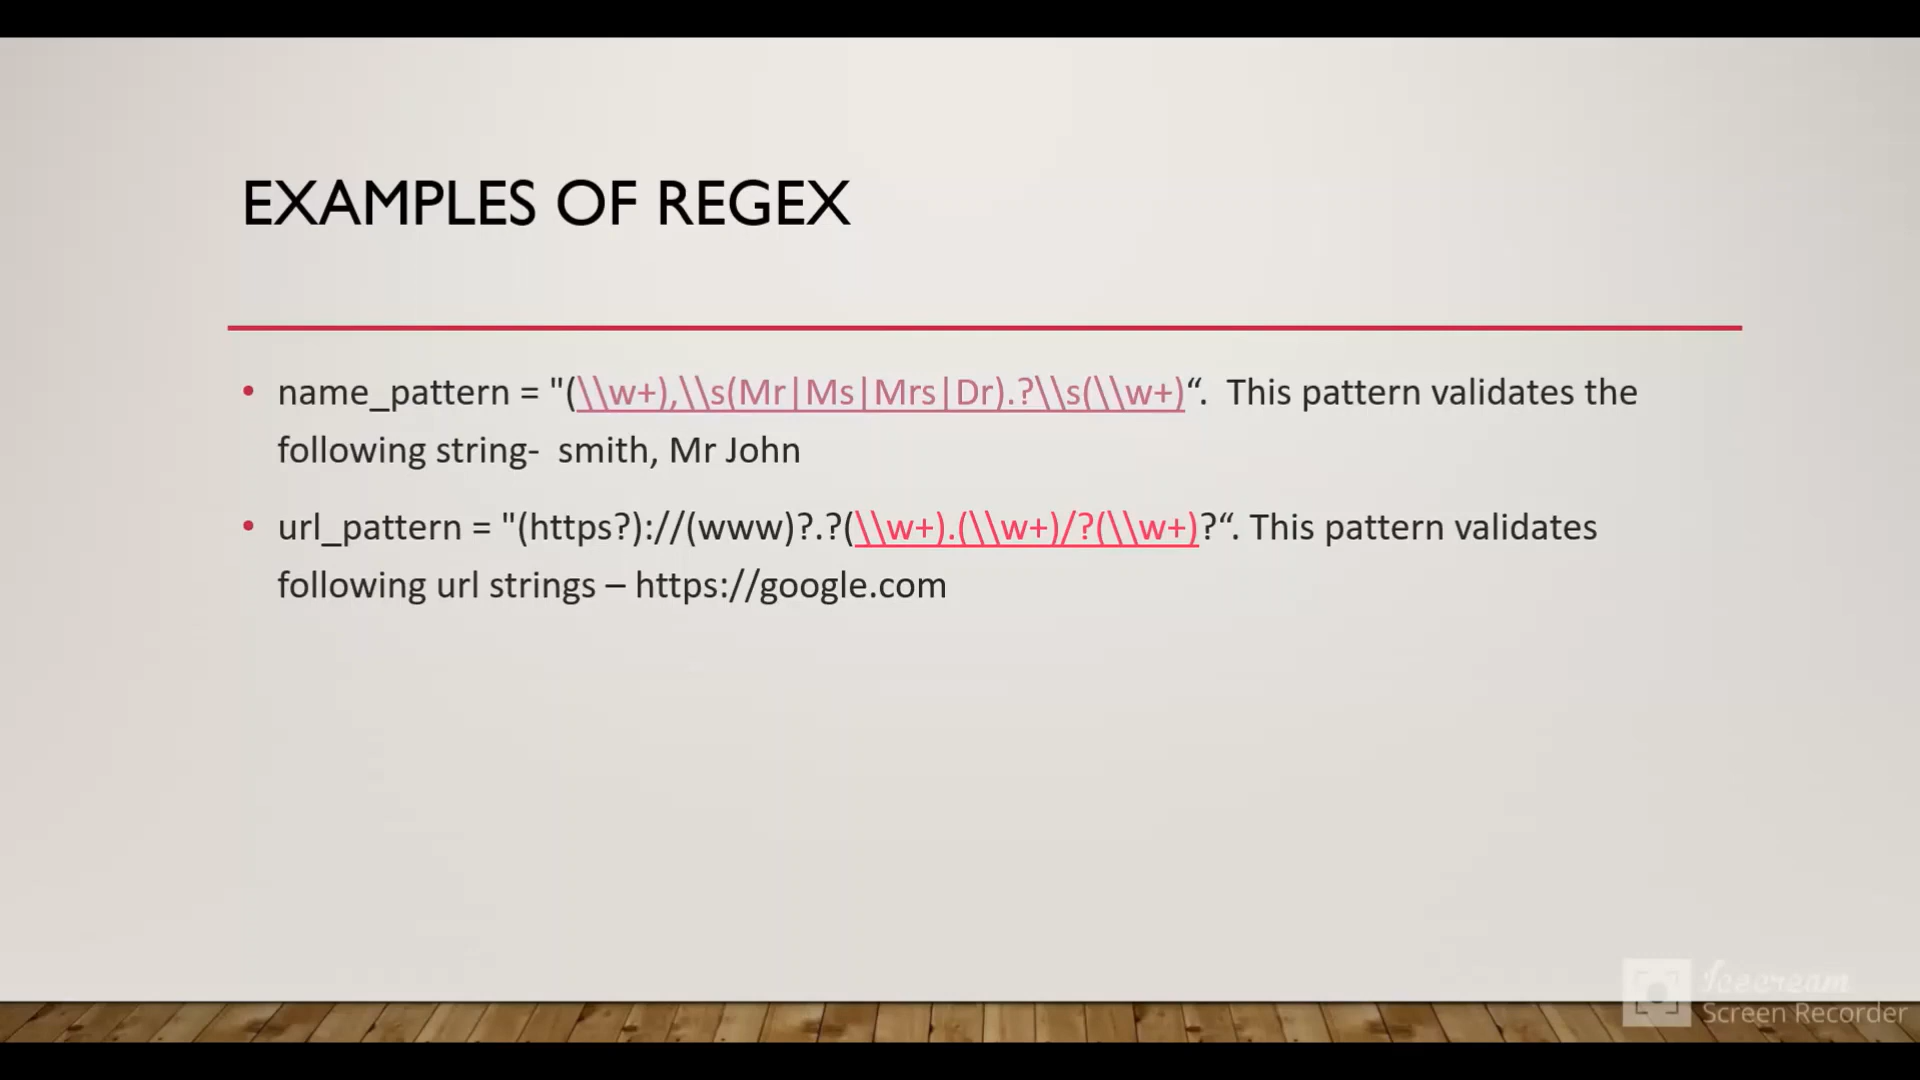 EXAMPLES OF REGEX
• name_pattern = "(\\w+),\\s(Mr|Ms|Mrs|Dr).?\\s(\\w+)“.  This pattern validates the
following string-  smith, Mr John
• url_pattern = "(https?)://(www)?.?(\\w+).(\\w+)/?(\\w+)?“. This pattern validates
following url strings – https://google.com
Icecream
Screen Recorder